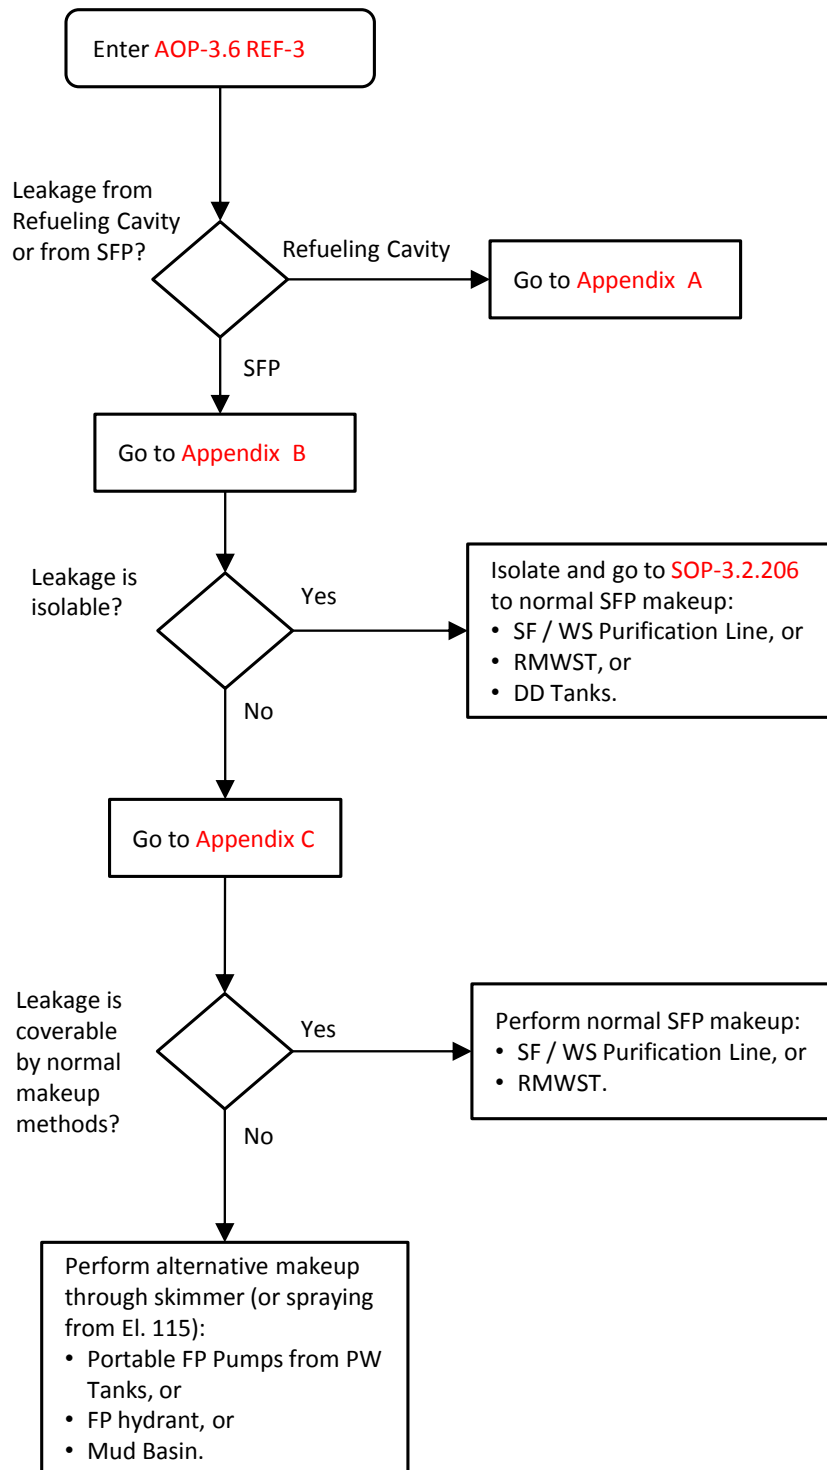 Enter AOP-3.6 REF-3
Leakage from
Refueling Cavity
or from SFP?
Refueling Cavity
Go to Appendix  A
SFP
Go to Appendix  B
Leakage is
isolable?
Yes
Isolate and go to SOP-3.2.206
to normal SFP makeup:
• SF / WS Purification Line, or
• RMWST, or
• DD Tanks.
No
Go to Appendix C
Leakage is
coverable
by normal
makeup
methods?
Yes
Perform normal SFP makeup:
• SF / WS Purification Line, or
• RMWST.
No
Perform alternative makeup
through skimmer (or spraying
from El. 115):
• Portable FP Pumps from PW
Tanks, or
• FP hydrant, or
• Mud Basin.